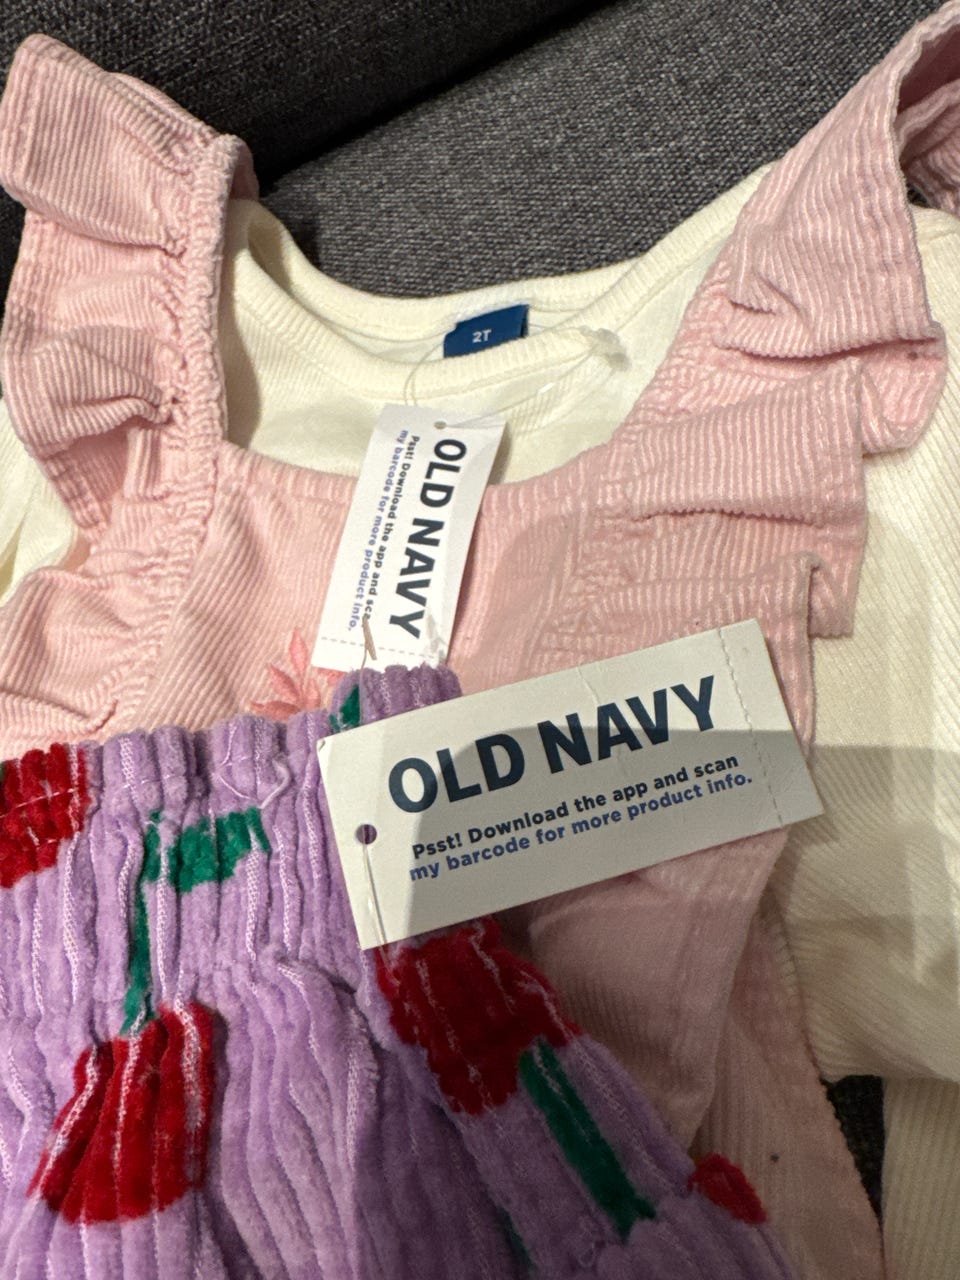 2T
OLD NAVY
Psst! Download the app and scan
my barcode for more product info.
OLD NAVY
Psst! Download the app and scan
my barcode for more product info.